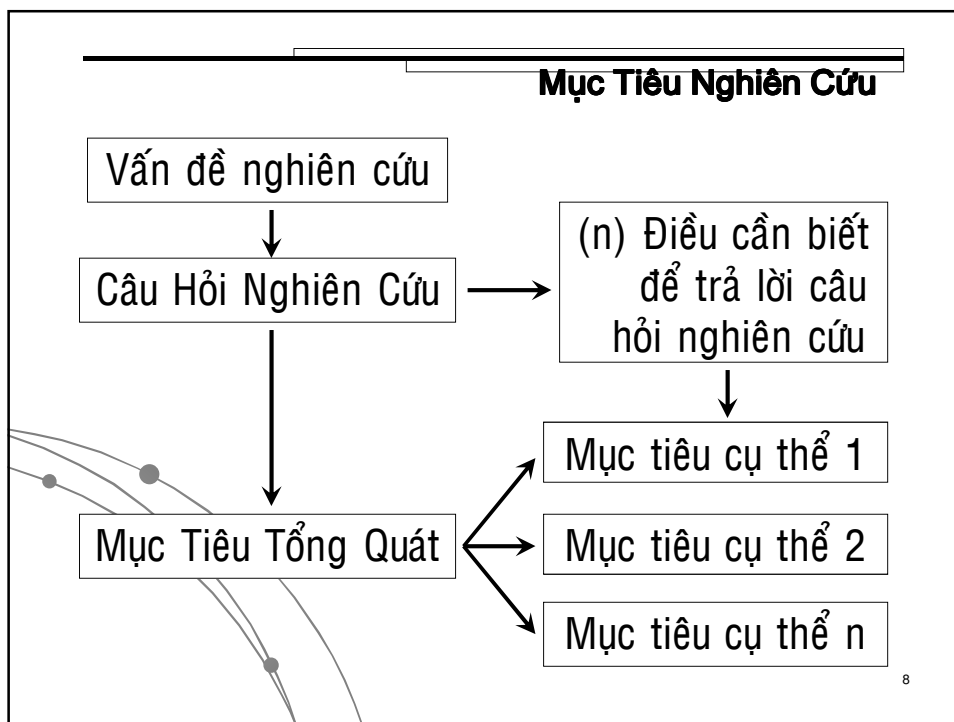 Mục Tiêu Nghiên Cứu
Vấn đề nghiên cứu
Câu Hỏi Nghiên Cứu
(n) Điều cần biết
để trả lời câu
hỏi nghiên cứu
Mục Tiêu Tổng Quát
Mục tiêu cụ thể 1
Mục tiêu cụ thể 2
Mục tiêu cụ thể n
8